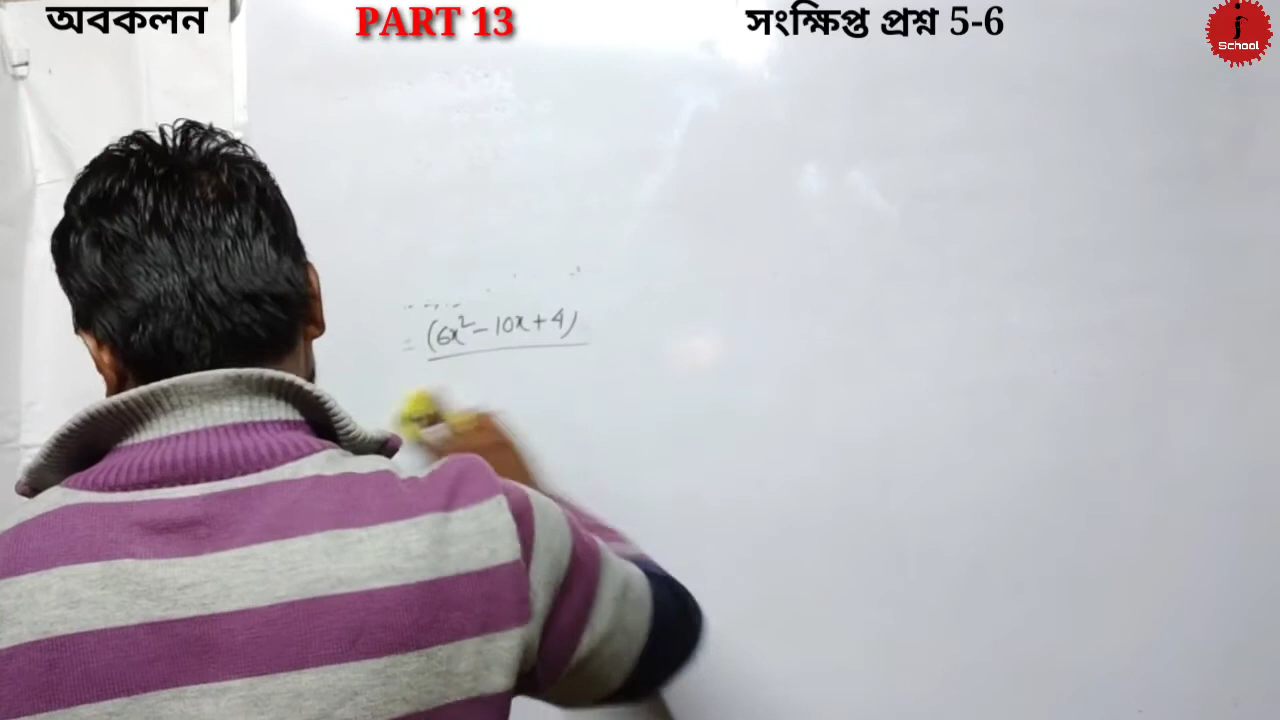 অবকলন PART 13 সংক্ষিপ্ত প্রশ্ন 5-6
j School
= (6x² - 10x + 4)